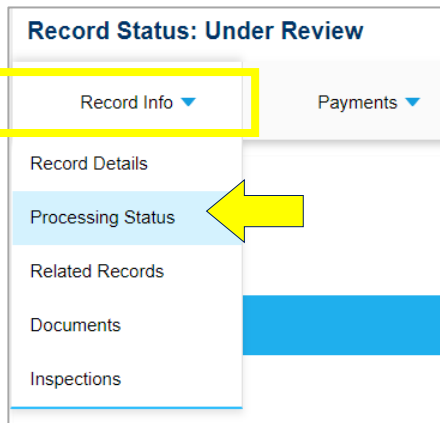 Record Status: Under Review
Record Info Payments
Record Details
Processing Status
Related Records
Documents
Inspections